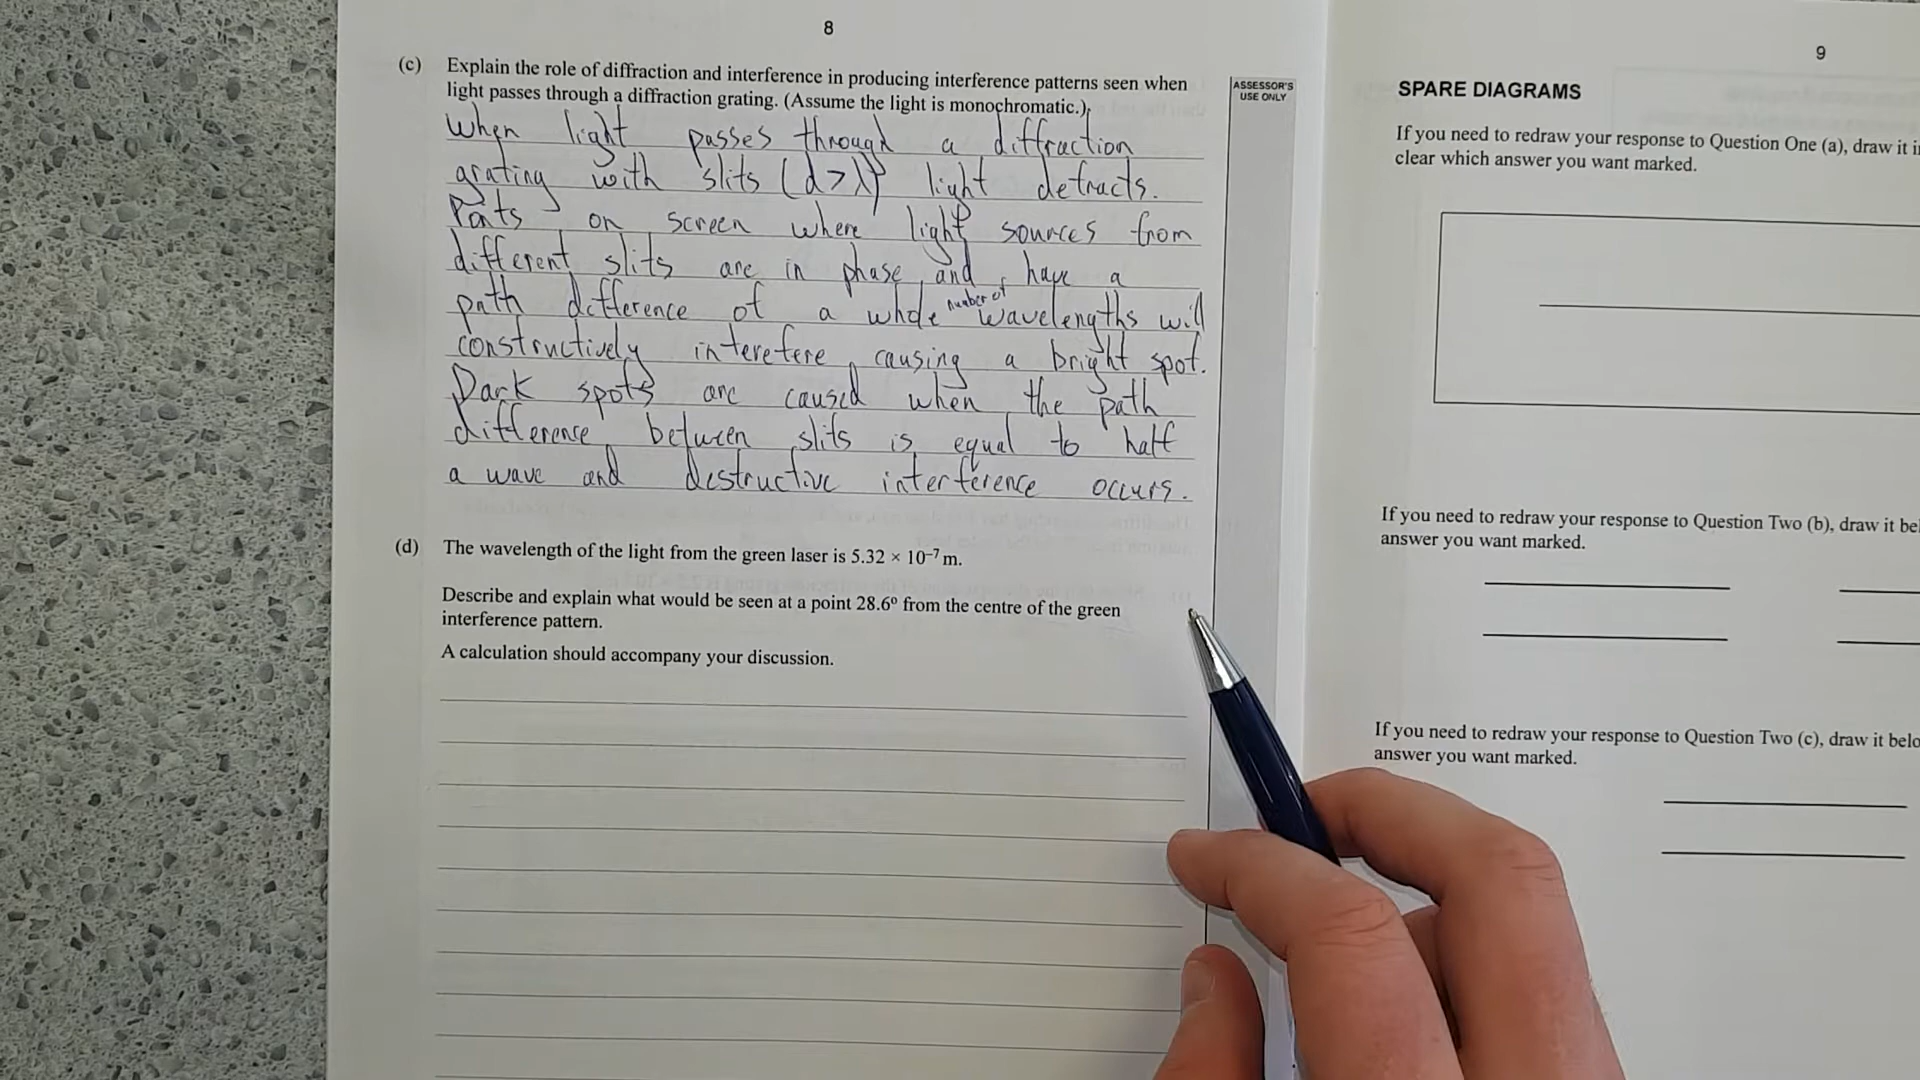 8
(c) Explain the role of diffraction and interference in producing interference patterns seen when
light passes through a diffraction grating. (Assume the light is monochromatic.)
When light passes through a diffraction
grating with slits (d>λ) light defracts.
Points on screen where light sources from
different slits are in phase and have a
path difference of a whole number of wavelengths will
constructively interefere, causing a bright spot.
Dark spots are caused when the path
difference between slits is equal to half
a wave and destructive interference occurs.
(d) The wavelength of the light from the green laser is 5.32 × 10⁻⁷ m.
Describe and explain what would be seen at a point 28.6° from the centre of the green
interference pattern.
A calculation should accompany your discussion.
ASSESSOR'S
USE ONLY
9
SPARE DIAGRAMS
If you need to redraw your response to Question One (a), draw it
clear which answer you want marked.
If you need to redraw your response to Question Two (b), draw it
answer you want marked.
If you need to redraw your response to Question Two (c), draw it
answer you want marked.